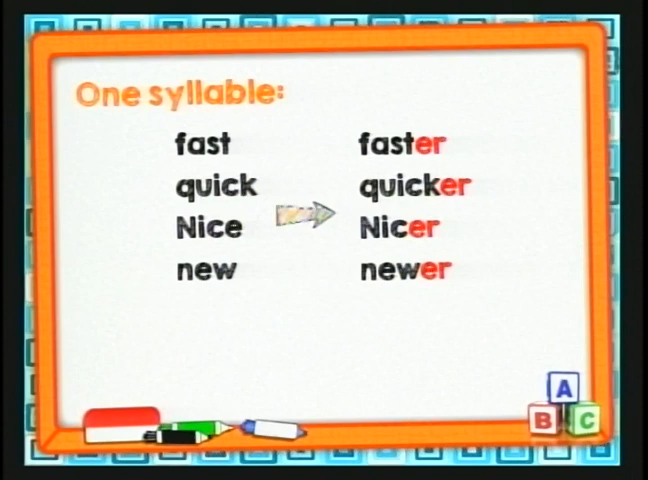 One syllable:
fast faster
quick quicker
Nice Nicer
new newer
A
B C